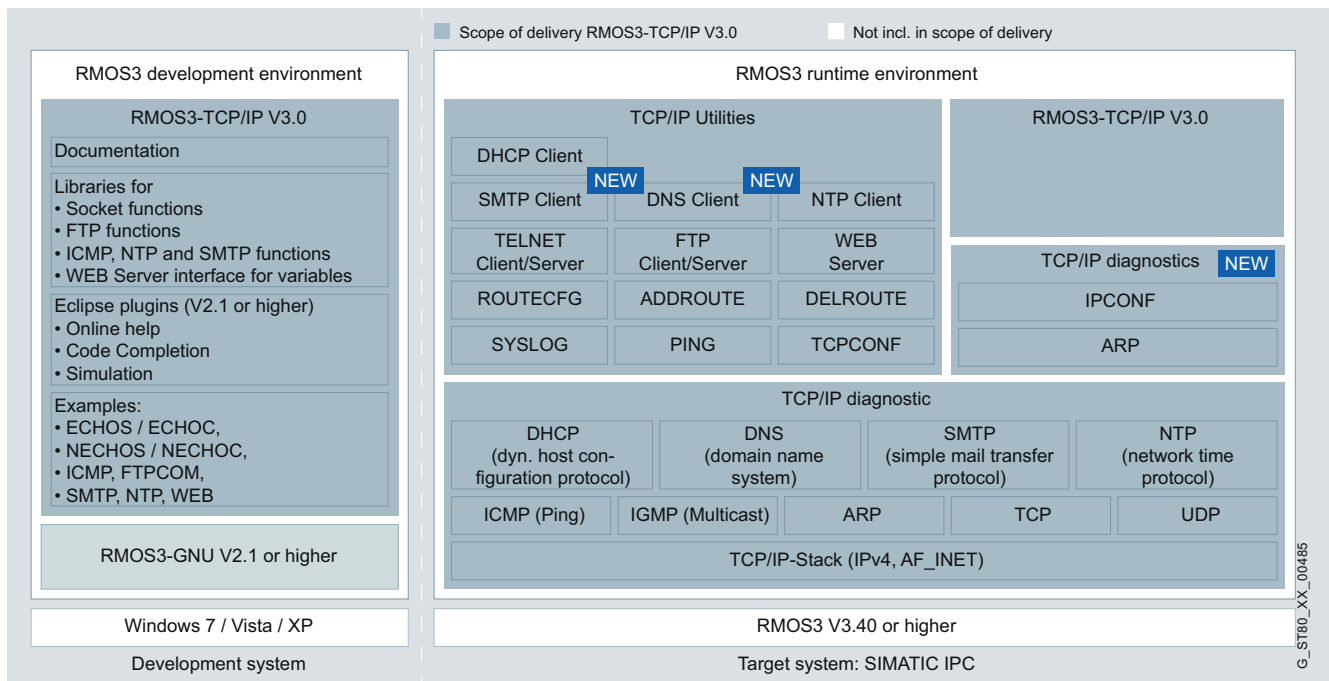 Scope of delivery RMOS3-TCP/IP V3.0
Not incl. in scope of delivery
RMOS3 development environment
RMOS3-TCP/IP V3.0
Documentation
Libraries for
• Socket functions
• FTP functions
• ICMP, NTP and SMTP functions
• WEB Server interface for variables
Eclipse plugins (V2.1 or higher)
• Online help
• Code Completion
• Simulation
Examples:
• ECHOS / ECHOC,
• NECHOS / NECHOC,
• ICMP, FTPCOM,
• SMTP, NTP, WEB
RMOS3-GNU V2.1 or higher
Windows 7 / Vista / XP
Development system
RMOS3 runtime environment
TCP/IP Utilities
DHCP Client
NEW
NEW
SMTP Client
DNS Client
NTP Client
TELNET
Client/Server
FTP
Client/Server
WEB
Server
ROUTECFG
ADDROUTE
DELROUTE
SYSLOG
PING
TCPCONF
RMOS3-TCP/IP V3.0
TCP/IP diagnostics
NEW
IPCONF
ARP
TCP/IP diagnostic
DHCP
(dyn. host con-
figuration protocol)
DNS
(domain name
system)
SMTP
(simple mail transfer
protocol)
NTP
(network time
protocol)
ICMP (Ping)
IGMP (Multicast)
ARP
TCP
UDP
TCP/IP-Stack (IPv4, AF_INET)
RMOS3 V3.40 or higher
Target system: SIMATIC IPC
G_ST80_XX_00485